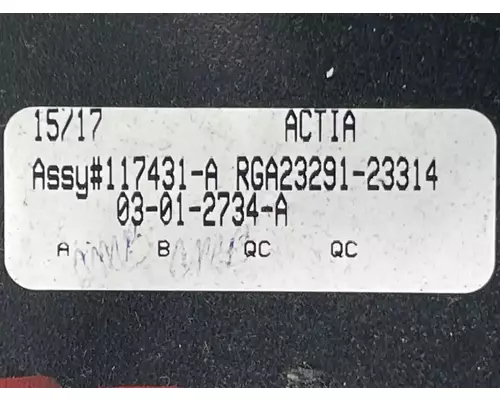 15/17 ACTIA
Assy#117431-A RGA23291-23314
03-01-2734-A
A B QC QC